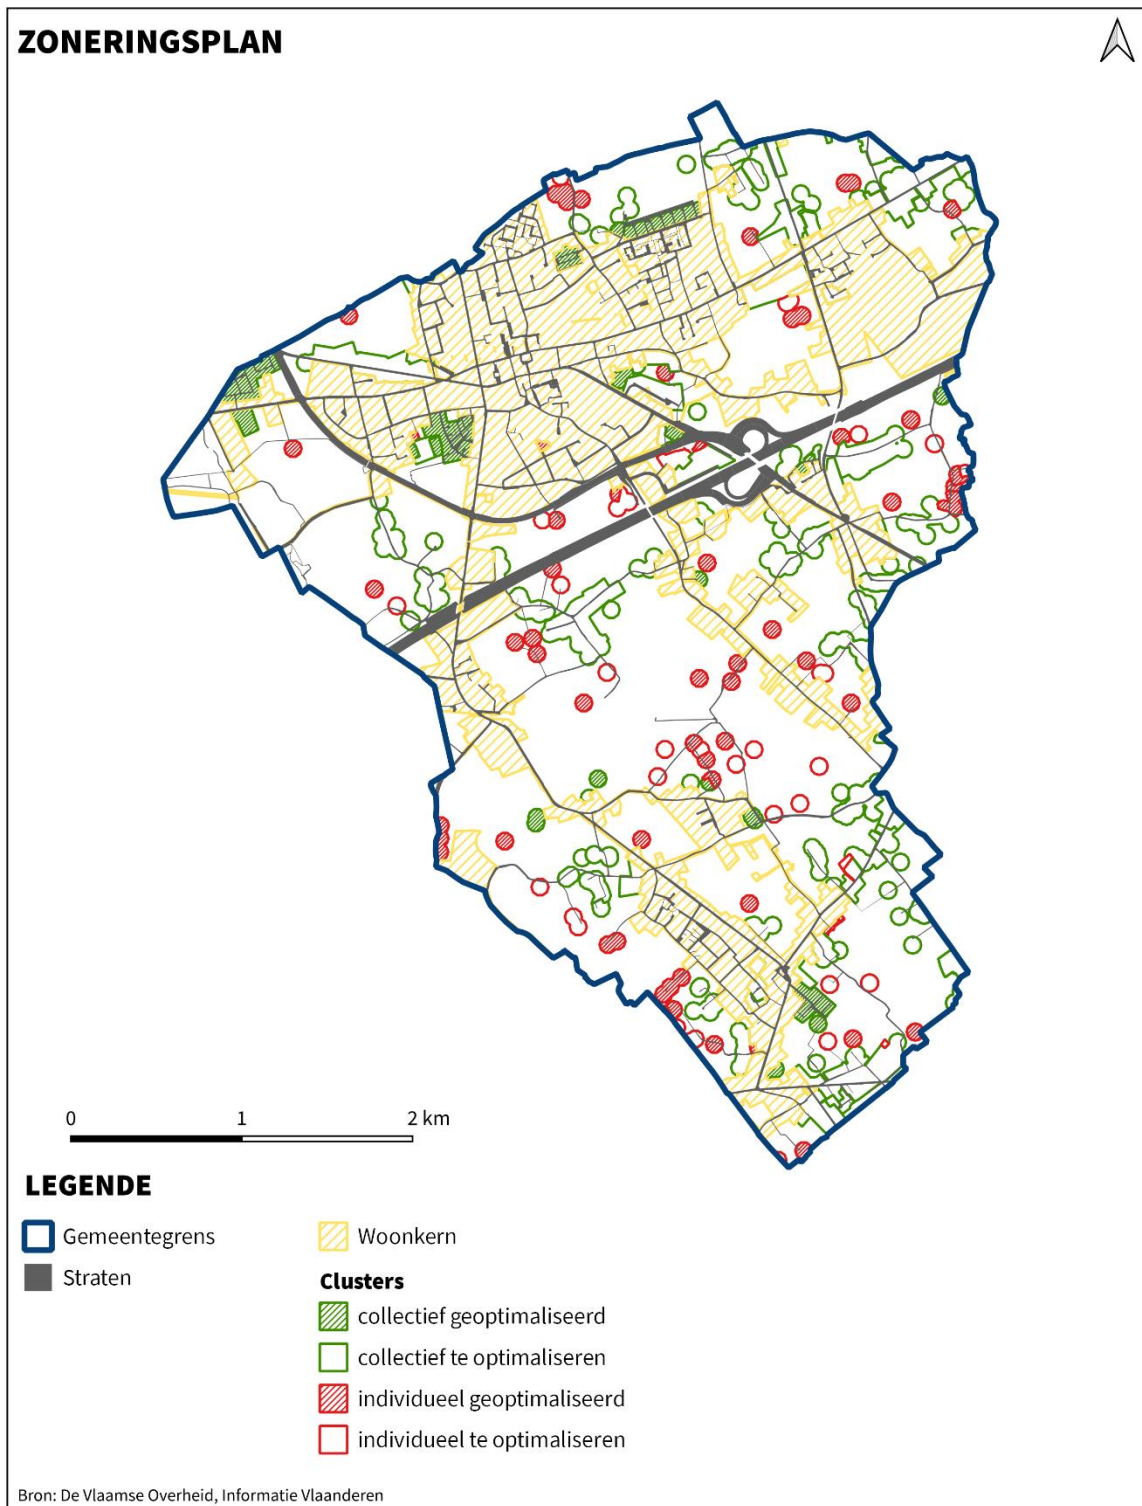 ZONERINGSPLAN
0 1 2 km
LEGENDE
Gemeentegrens
Straten
Woonkern
Clusters
collectief geoptimaliseerd
collectief te optimaliseren
individueel geoptimaliseerd
individueel te optimaliseren
Bron: De Vlaamse Overheid, Informatie Vlaanderen